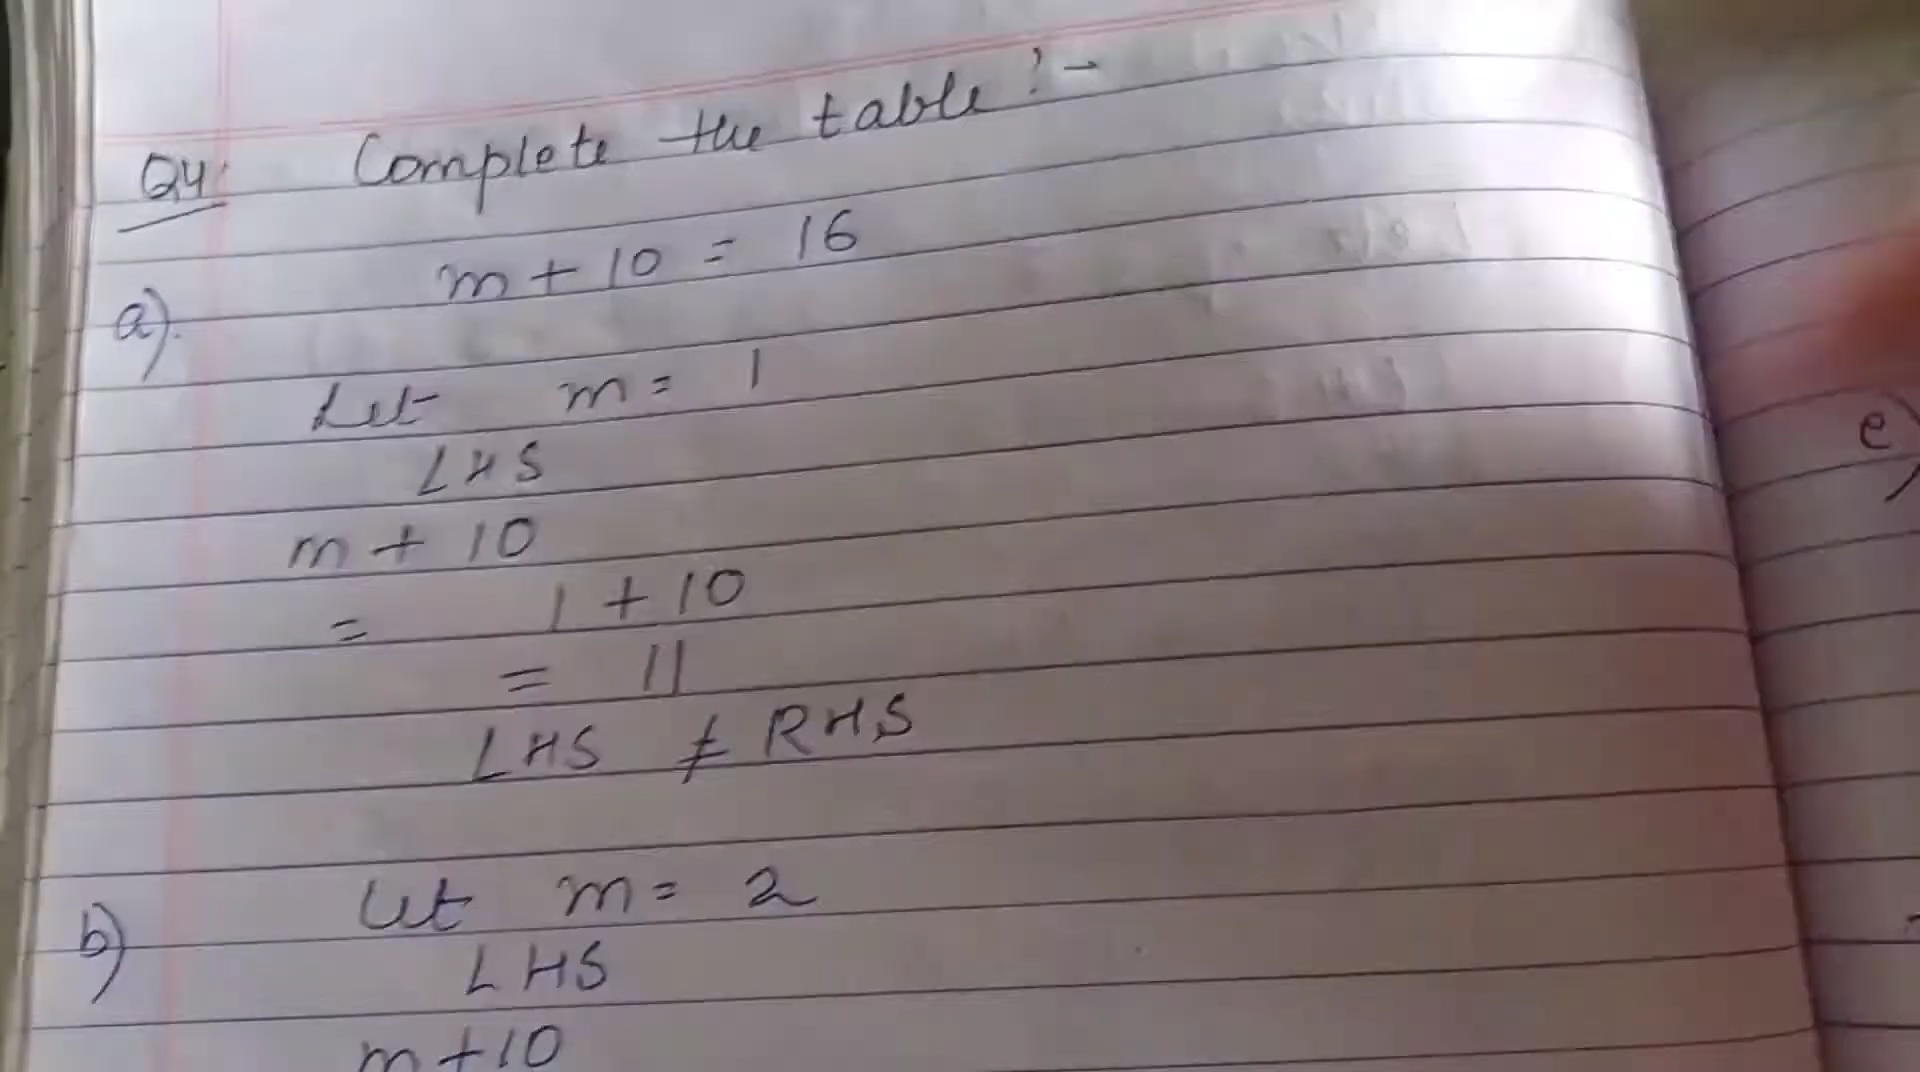 Q4. Complete the table :-
a). m + 10 = 16
Let m = 1
LHS
m + 10
= 1 + 10
= 11
LHS ≠ RHS
b) Let m = 2
LHS
m + 10
e)